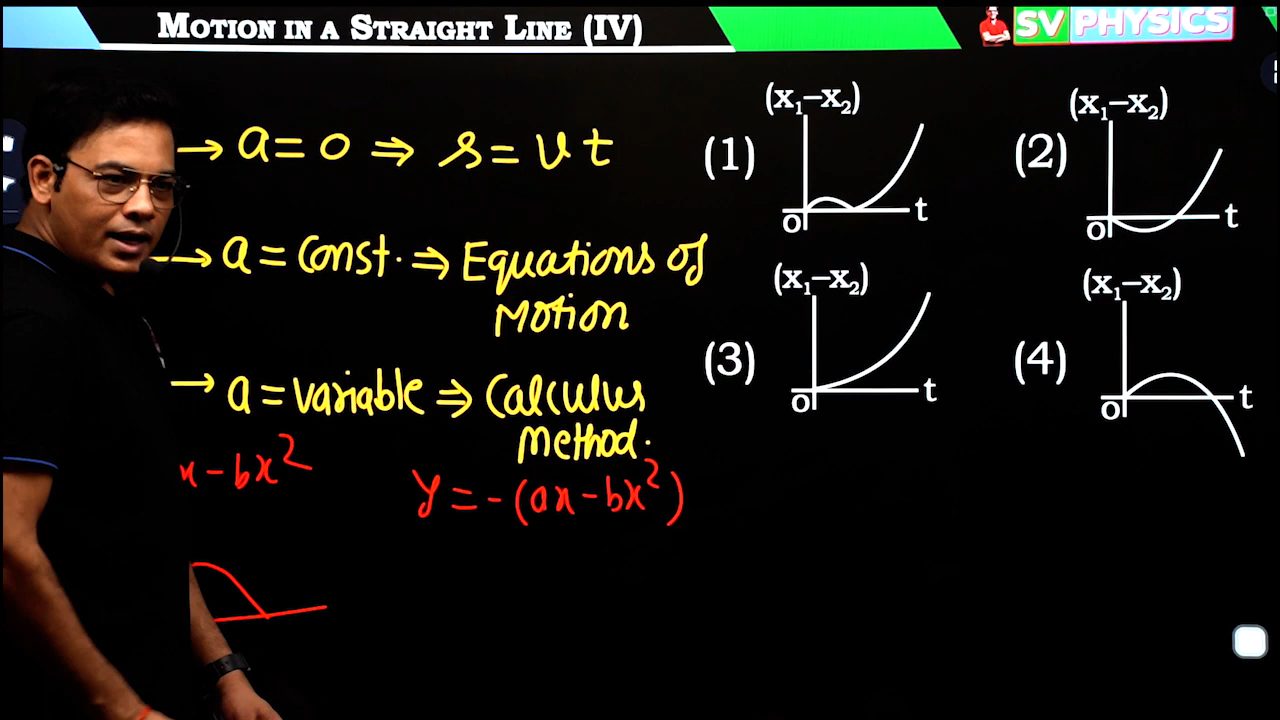 MOTION IN A STRAIGHT LINE (IV)
SV PHYSICS
→ a = 0 ⇒ s = vt
→ a = const. ⇒ Equations of
Motion
→ a = variable ⇒ Calculus
Method.
x - bx²
y = -(ax - bx²)
(1)
(x₁–x₂)
o
t
(2)
(x₁–x₂)
o
t
(3)
(x₁–x₂)
o
t
(4)
(x₁–x₂)
o
t